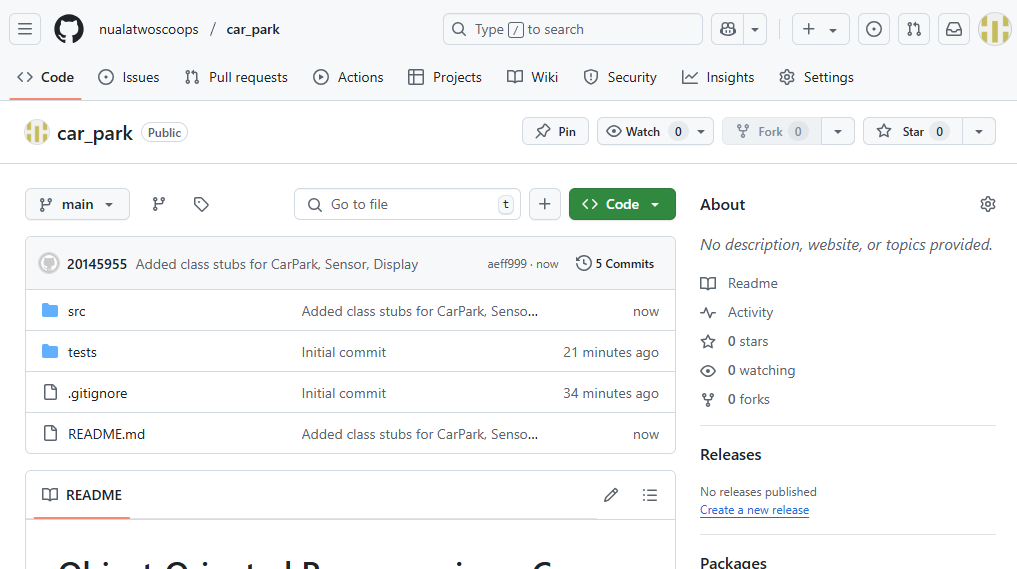 nualatwoscoops / car_park
Type / to search
Code
Issues
Pull requests
Actions
Projects
Wiki
Security
Insights
Settings
car_park Public
Pin
Watch 0
Fork 0
Star 0
main
Go to file t
Code
20145955 Added class stubs for CarPark, Sensor, Display aeff999 · now 5 Commits
src Added class stubs for CarPark, Senso... now
tests Initial commit 21 minutes ago
.gitignore Initial commit 34 minutes ago
README.md Added class stubs for CarPark, Senso... now
README
About
No description, website, or topics provided.
Readme
Activity
0 stars
0 watching
0 forks
Releases
No releases published
Create a new release
Packages